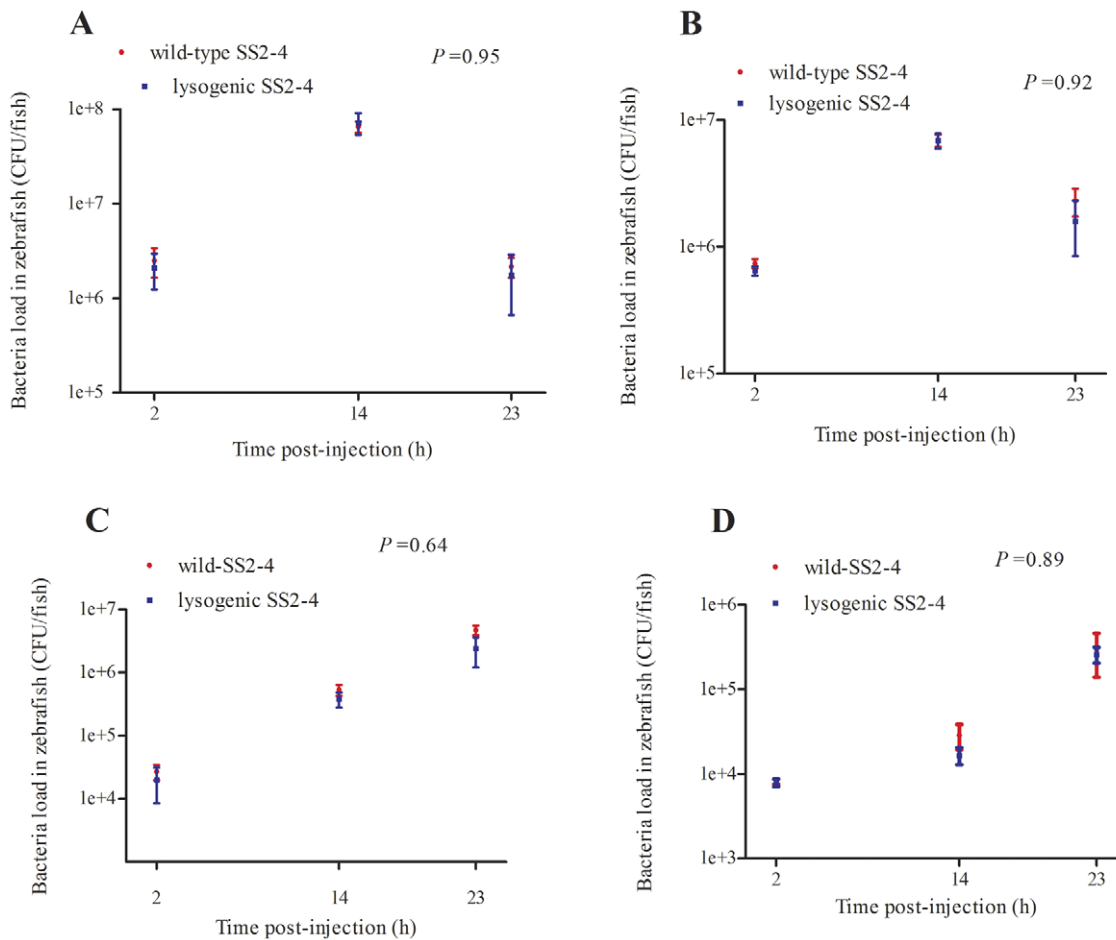 A
wild-type SS2-4
lysogenic SS2-4
P =0.95
Bacteria load in zebrafish (CFU/fish)
1e+8
1e+7
1e+6
1e+5
2 14 23
Time post-injection (h)
B
wild-type SS2-4
lysogenic SS2-4
P =0.92
Bacteria load in zebrafish (CFU/fish)
1e+7
1e+6
1e+5
2 14 23
Time post-injection (h)
C
P =0.64
wild-SS2-4
lysogenic SS2-4
Bacteria load in zebrafish (CFU/fish)
1e+7
1e+6
1e+5
1e+4
2 14 23
Time post-injection (h)
D
P =0.89
wild-SS2-4
lysogenic SS2-4
Bacteria load in zebrafish (CFU/fish)
1e+6
1e+5
1e+4
1e+3
2 14 23
Time post-injection (h)